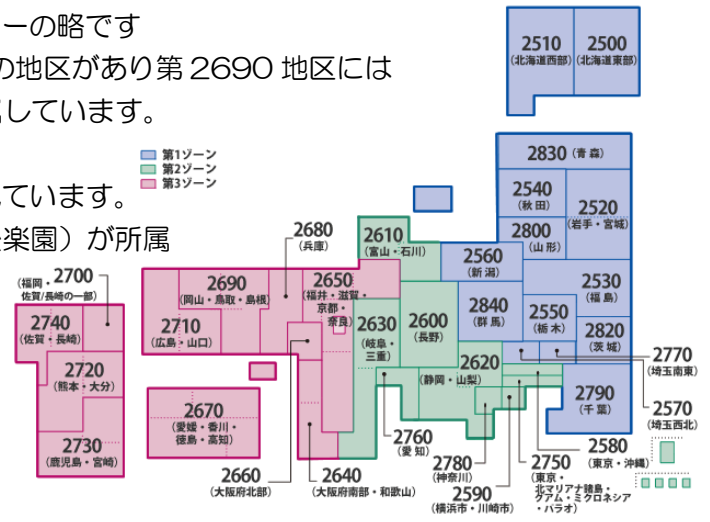 ーの略です
の地区があり第2690地区には
しています。
ています。
楽園）が所属
第1ゾーン
第2ゾーン
第3ゾーン
2510
（北海道西部）
2500
（北海道東部）
2830（青森）
2540
（秋田）
2520
（岩手・宮城）
2800
（山形）
2560
（新潟）
2530
（福島）
2840
（群馬）
2550
（栃木）
2820
（茨城）
2770
（埼玉南東）
2570
（埼玉西北）
2790
（千葉）
2580
（東京・沖縄）
2750
（東京・
北マリアナ諸島・
グアム・ミクロネシア
・パラオ）
2590
（横浜市・川崎市）
2780
（神奈川）
2620
（静岡・山梨）
2600
（長野）
2610
（富山・石川）
2630
（岐阜・
三重）
2760
（愛知）
2650
（福井・滋賀・
京都・
奈良）
2680
（兵庫）
2640
（大阪府南部・和歌山）
2660
（大阪府北部）
2690
（岡山・鳥取・島根）
2710
（広島・山口）
2670
（愛媛・香川・
徳島・高知）
（福岡・2700
佐賀/長崎の一部）
2740
（佐賀・長崎）
2720
（熊本・大分）
2730
（鹿児島・宮崎）